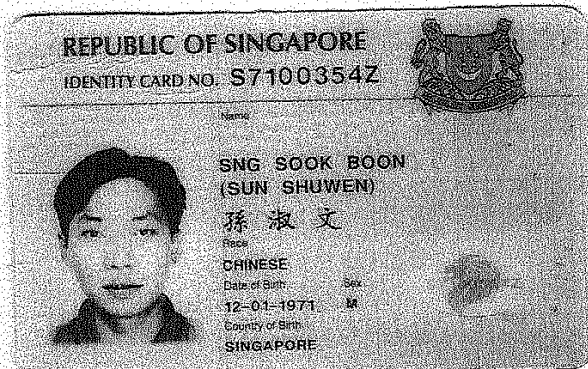 REPUBLIC OF SINGAPORE
IDENTITY CARD NO. S7100354Z
Name
SNG SOOK BOON
(SUN SHUWEN)
孫淑文
Race
CHINESE
Date of Birth Sex
12-01-1971 M
Country of Birth
SINGAPORE